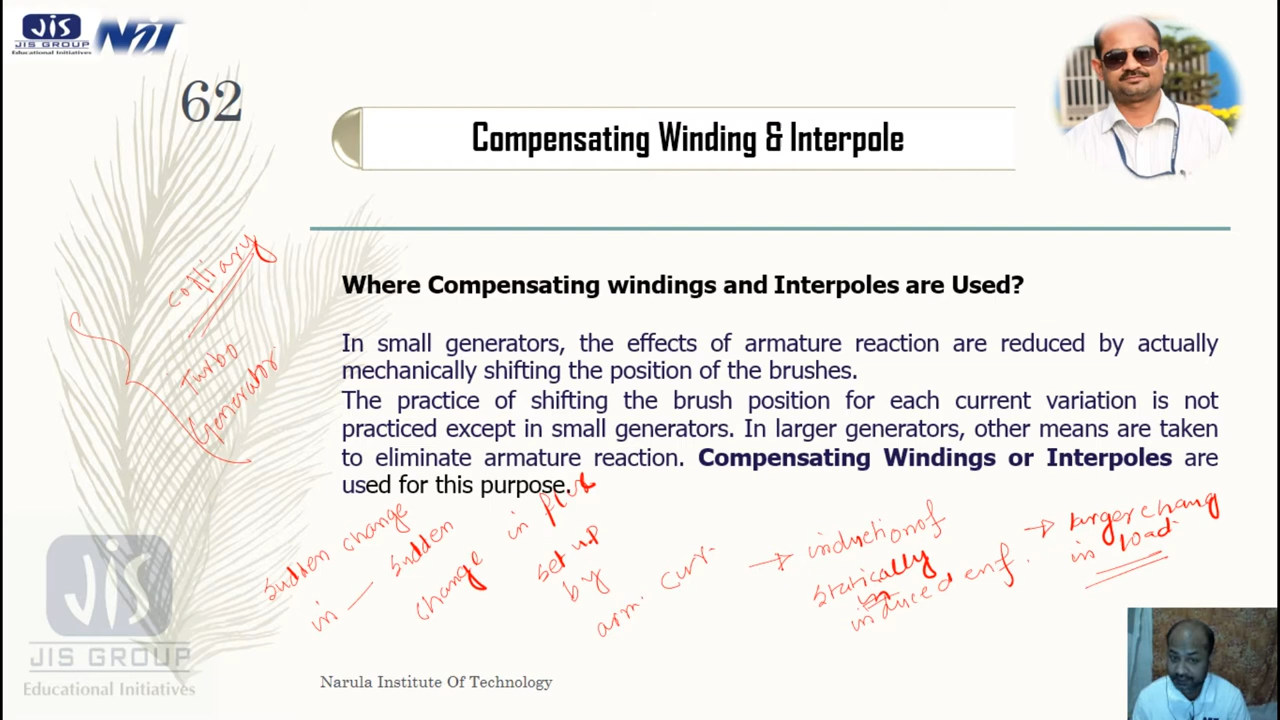 JIS
JIS GROUP
Educational Initiatives
NiT
62
Compensating Winding & Interpole
Where Compensating windings and Interpoles are Used?
In small generators, the effects of armature reaction are reduced by actually
mechanically shifting the position of the brushes.
The practice of shifting the brush position for each current variation is not
practiced except in small generators. In larger generators, other means are taken
to eliminate armature reaction. Compensating Windings or Interpoles are
used for this purpose.
Turbo
Generator
sudden change
in — sudden
change in flux
set up
by
arm. curr.
→ induction of
statically
induced emf.
→ larger chang
in load
JIS
JIS GROUP
Educational Initiatives
Narula Institute Of Technology